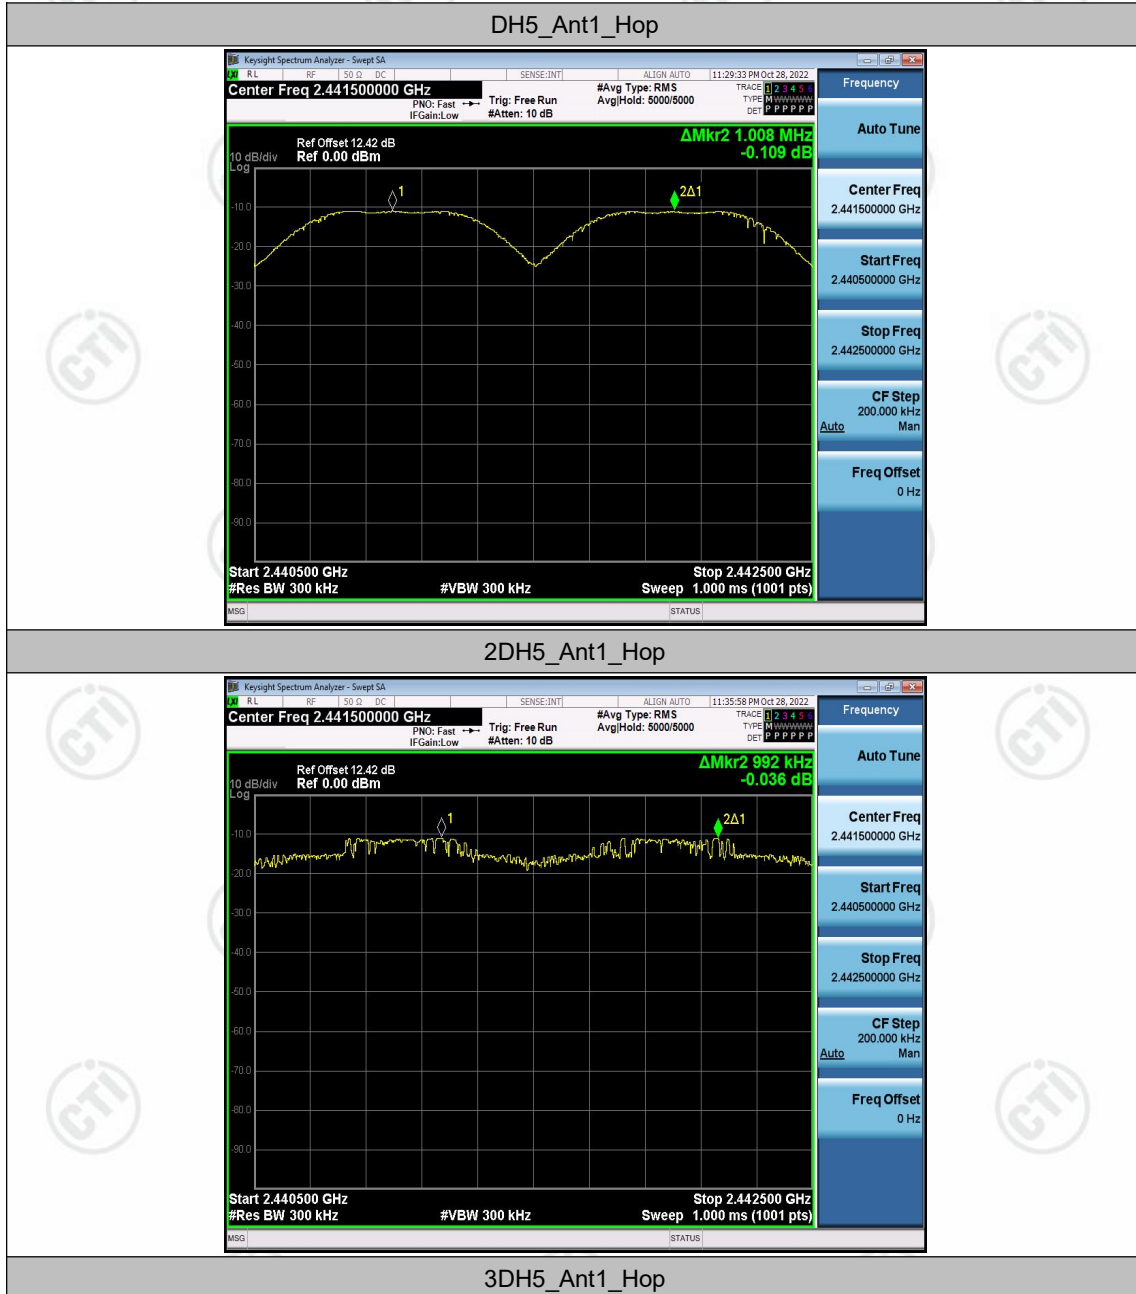 DH5_Ant1_Hop
Keysight Spectrum Analyzer - Swept SA
LXI RL RF 50 Ω DC SENSE:INT ALIGN AUTO 11:29:33 PM Oct 28, 2022
Center Freq 2.441500000 GHz #Avg Type: RMS TRACE 1 2 3 4 5 6
PNO: Fast Trig: Free Run Avg|Hold: 5000/5000 TYPE M W W W W W
IFGain:Low #Atten: 10 dB DET P P P P P P
Frequency
ΔMkr2 1.008 MHz
-0.109 dB
Ref Offset 12.42 dB
10 dB/div Ref 0.00 dBm
Log
1
2Δ1
-10.0
-20.0
-30.0
-40.0
-50.0
-60.0
-70.0
-80.0
-90.0
Start 2.440500 GHz Stop 2.442500 GHz
#Res BW 300 kHz #VBW 300 kHz Sweep 1.000 ms (1001 pts)
MSG STATUS
Auto Tune
Center Freq
2.441500000 GHz
Start Freq
2.440500000 GHz
Stop Freq
2.442500000 GHz
CF Step
200.000 kHz
Auto Man
Freq Offset
0 Hz
CTI
CTI
2DH5_Ant1_Hop
Keysight Spectrum Analyzer - Swept SA
LXI RL RF 50 Ω DC SENSE:INT ALIGN AUTO 11:35:58 PM Oct 28, 2022
Center Freq 2.441500000 GHz #Avg Type: RMS TRACE 1 2 3 4 5 6
PNO: Fast Trig: Free Run Avg|Hold: 5000/5000 TYPE M W W W W W
IFGain:Low #Atten: 10 dB DET P P P P P P
Frequency
ΔMkr2 992 kHz
-0.036 dB
Ref Offset 12.42 dB
10 dB/div Ref 0.00 dBm
Log
1
2Δ1
-10.0
-20.0
-30.0
-40.0
-50.0
-60.0
-70.0
-80.0
-90.0
Start 2.440500 GHz Stop 2.442500 GHz
#Res BW 300 kHz #VBW 300 kHz Sweep 1.000 ms (1001 pts)
MSG STATUS
Auto Tune
Center Freq
2.441500000 GHz
Start Freq
2.440500000 GHz
Stop Freq
2.442500000 GHz
CF Step
200.000 kHz
Auto Man
Freq Offset
0 Hz
CTI
CTI
CTI
CTI
3DH5_Ant1_Hop